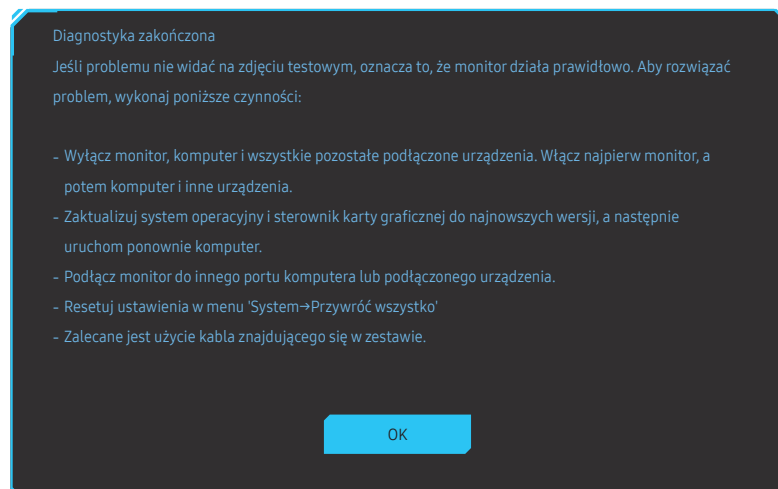 Diagnostyka zakończona
Jeśli problemu nie widać na zdjęciu testowym, oznacza to, że monitor działa prawidłowo. Aby rozwiązać
problem, wykonaj poniższe czynności:
- Wyłącz monitor, komputer i wszystkie pozostałe podłączone urządzenia. Włącz najpierw monitor, a
potem komputer i inne urządzenia.
- Zaktualizuj system operacyjny i sterownik karty graficznej do najnowszych wersji, a następnie
uruchom ponownie komputer.
- Podłącz monitor do innego portu komputera lub podłączonego urządzenia.
- Resetuj ustawienia w menu 'System→Przywróć wszystko'
- Zalecane jest użycie kabla znajdującego się w zestawie.
OK